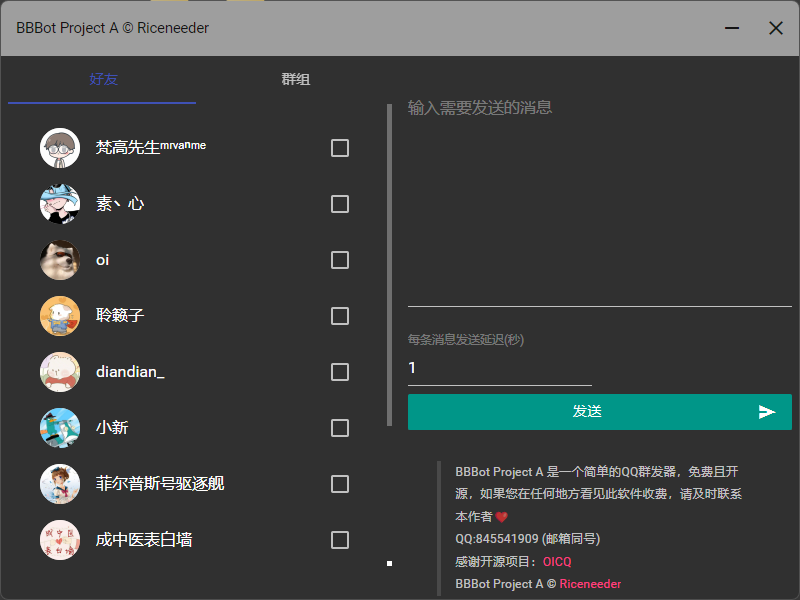 BBBot Project A © Riceneeder
好友
群组
梵高先生ᵐʳᵛᵃⁿᵐᵉ
素丶心
oi
聆籁子
diandian_
小新
菲尔普斯号驱逐舰
成中医表白墙
输入需要发送的消息
每条消息发送延迟(秒)
1
发送
BBBot Project A 是一个简单的QQ群发器，免费且开
源，如果您在任何地方看见此软件收费，请及时联系
本作者❤️
QQ:845541909 (邮箱同号)
感谢开源项目：OICQ
BBBot Project A © Riceneeder